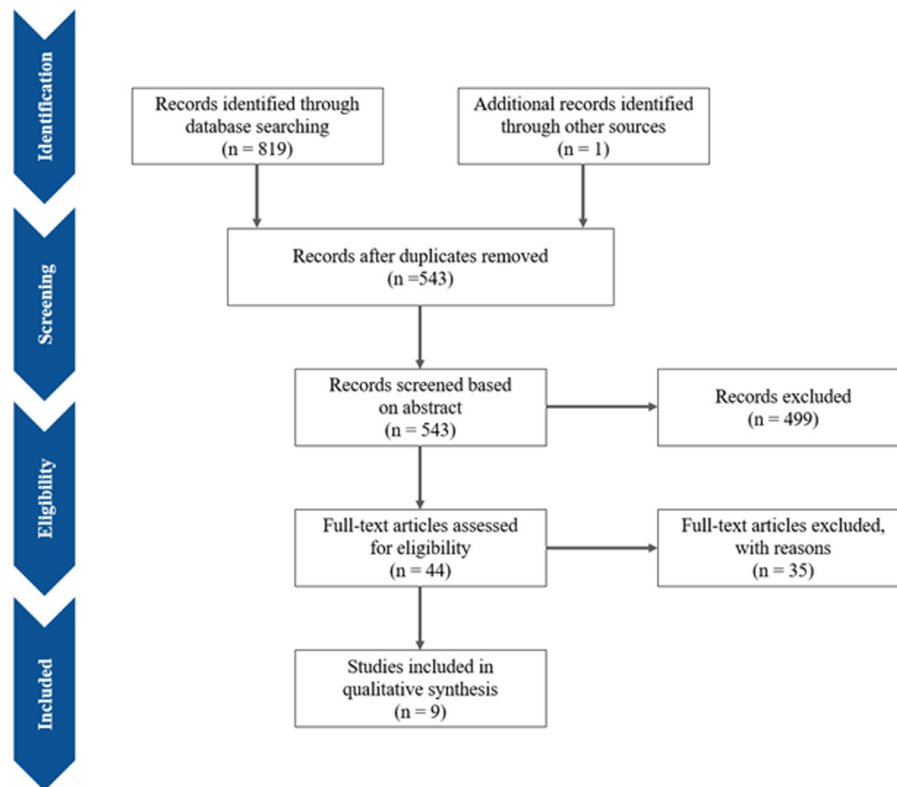 Identification
Records identified through
database searching
(n = 819)
Additional records identified
through other sources
(n = 1)
Screening
Records after duplicates removed
(n =543)
Records screened based
on abstract
(n = 543)
Records excluded
(n = 499)
Eligibility
Full-text articles assessed
for eligibility
(n = 44)
Full-text articles excluded,
with reasons
(n = 35)
Included
Studies included in
qualitative synthesis
(n = 9)